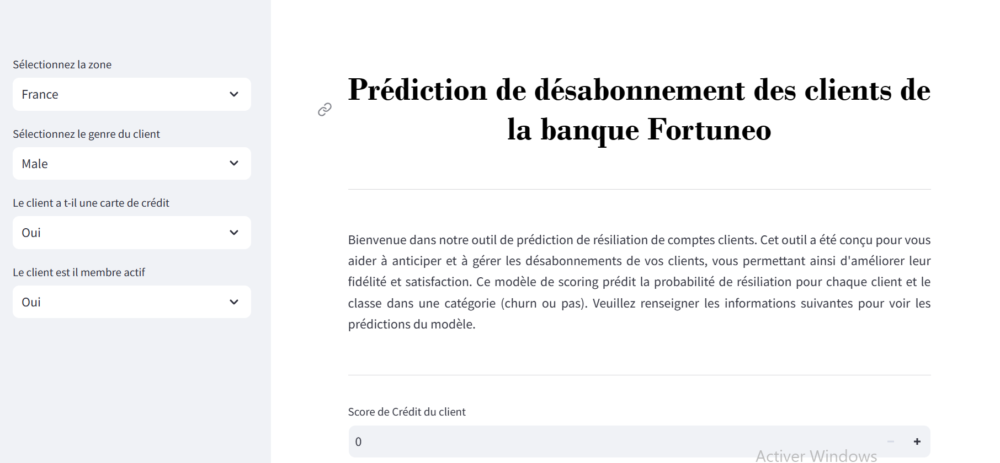 Sélectionnez la zone
France
Sélectionnez le genre du client
Male
Le client a t-il une carte de crédit
Oui
Le client est il membre actif
Oui
Prédiction de désabonnement des clients de
la banque Fortuneo
Bienvenue dans notre outil de prédiction de résiliation de comptes clients. Cet outil a été conçu pour vous
aider à anticiper et à gérer les désabonnements de vos clients, vous permettant ainsi d'améliorer leur
fidélité et satisfaction. Ce modèle de scoring prédit la probabilité de résiliation pour chaque client et le
classe dans une catégorie (churn ou pas). Veuillez renseigner les informations suivantes pour voir les
prédictions du modèle.
Score de Crédit du client
0
Activer Windows